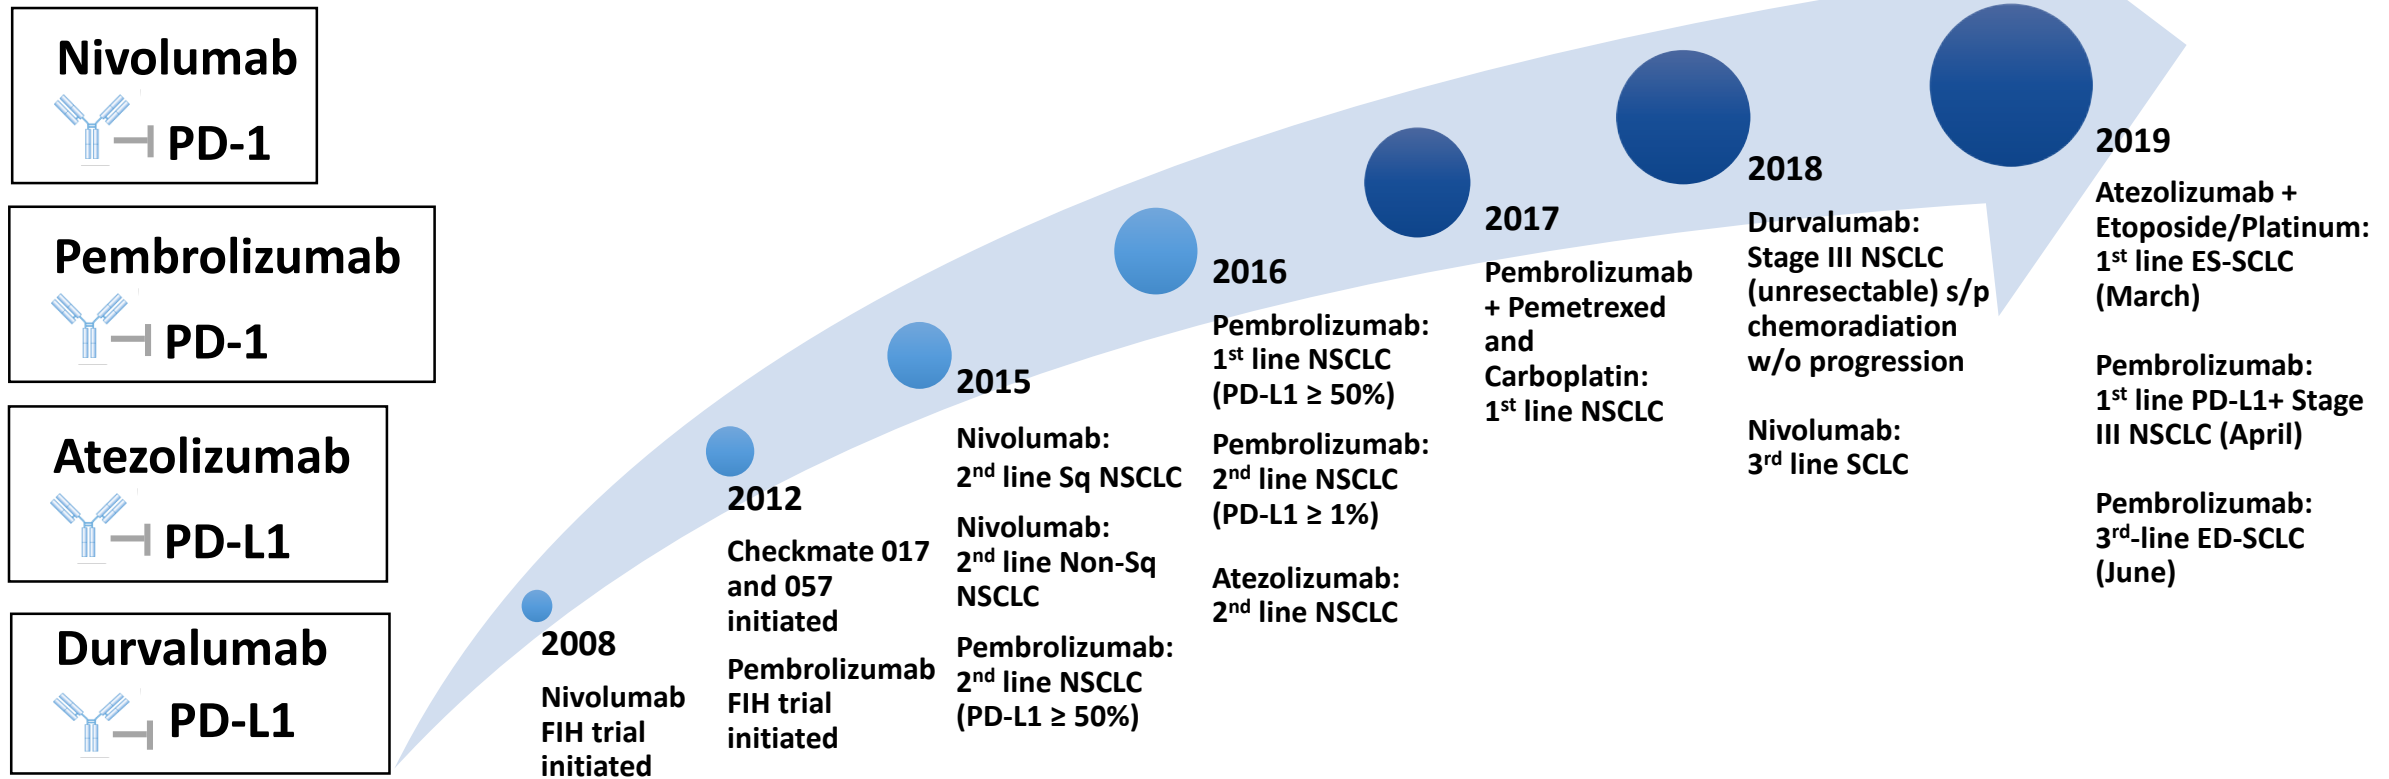 Nivolumab
PD-1
Pembrolizumab
PD-1
Atezolizumab
PD-L1
Durvalumab
PD-L1
2008
Nivolumab
FIH trial
initiated
2012
Checkmate 017
and 057
initiated
Pembrolizumab
FIH trial
initiated
2015
Nivolumab:
2nd line Sq NSCLC
Nivolumab:
2nd line Non-Sq
NSCLC
Pembrolizumab:
2nd line NSCLC
(PD-L1 ≥ 50%)
2016
Pembrolizumab:
1st line NSCLC
(PD-L1 ≥ 50%)
Pembrolizumab:
2nd line NSCLC
(PD-L1 ≥ 1%)
Atezolizumab:
2nd line NSCLC
2017
Pembrolizumab
+ Pemetrexed
and
Carboplatin:
1st line NSCLC
2018
Durvalumab:
Stage III NSCLC
(unresectable) s/p
chemoradiation
w/o progression
Nivolumab:
3rd line SCLC
2019
Atezolizumab +
Etoposide/Platinum:
1st line ES-SCLC
(March)
Pembrolizumab:
1st line PD-L1+ Stage
III NSCLC (April)
Pembrolizumab:
3rd-line ED-SCLC
(June)